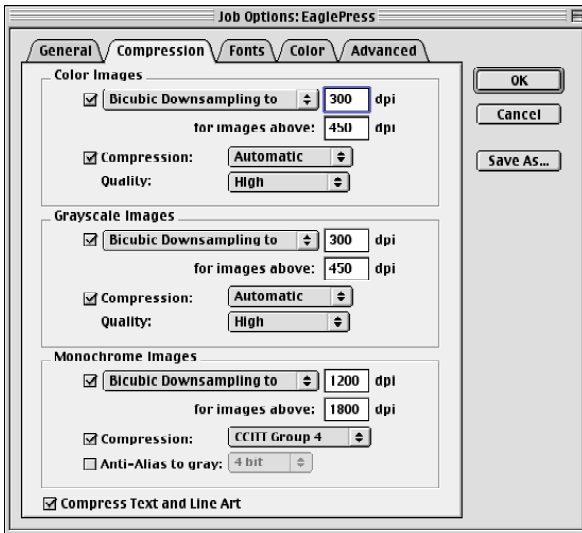 Job Options: EaglePress
General Compression Fonts Color Advanced
Color Images
Bicubic Downsampling to 300 dpi
for images above: 450 dpi
Compression: Automatic
Quality: High
Grayscale Images
Bicubic Downsampling to 300 dpi
for images above: 450 dpi
Compression: Automatic
Quality: High
Monochrome Images
Bicubic Downsampling to 1200 dpi
for images above: 1800 dpi
Compression: CCITT Group 4
Anti-Alias to gray: 4 bit
Compress Text and Line Art
OK
Cancel
Save As...